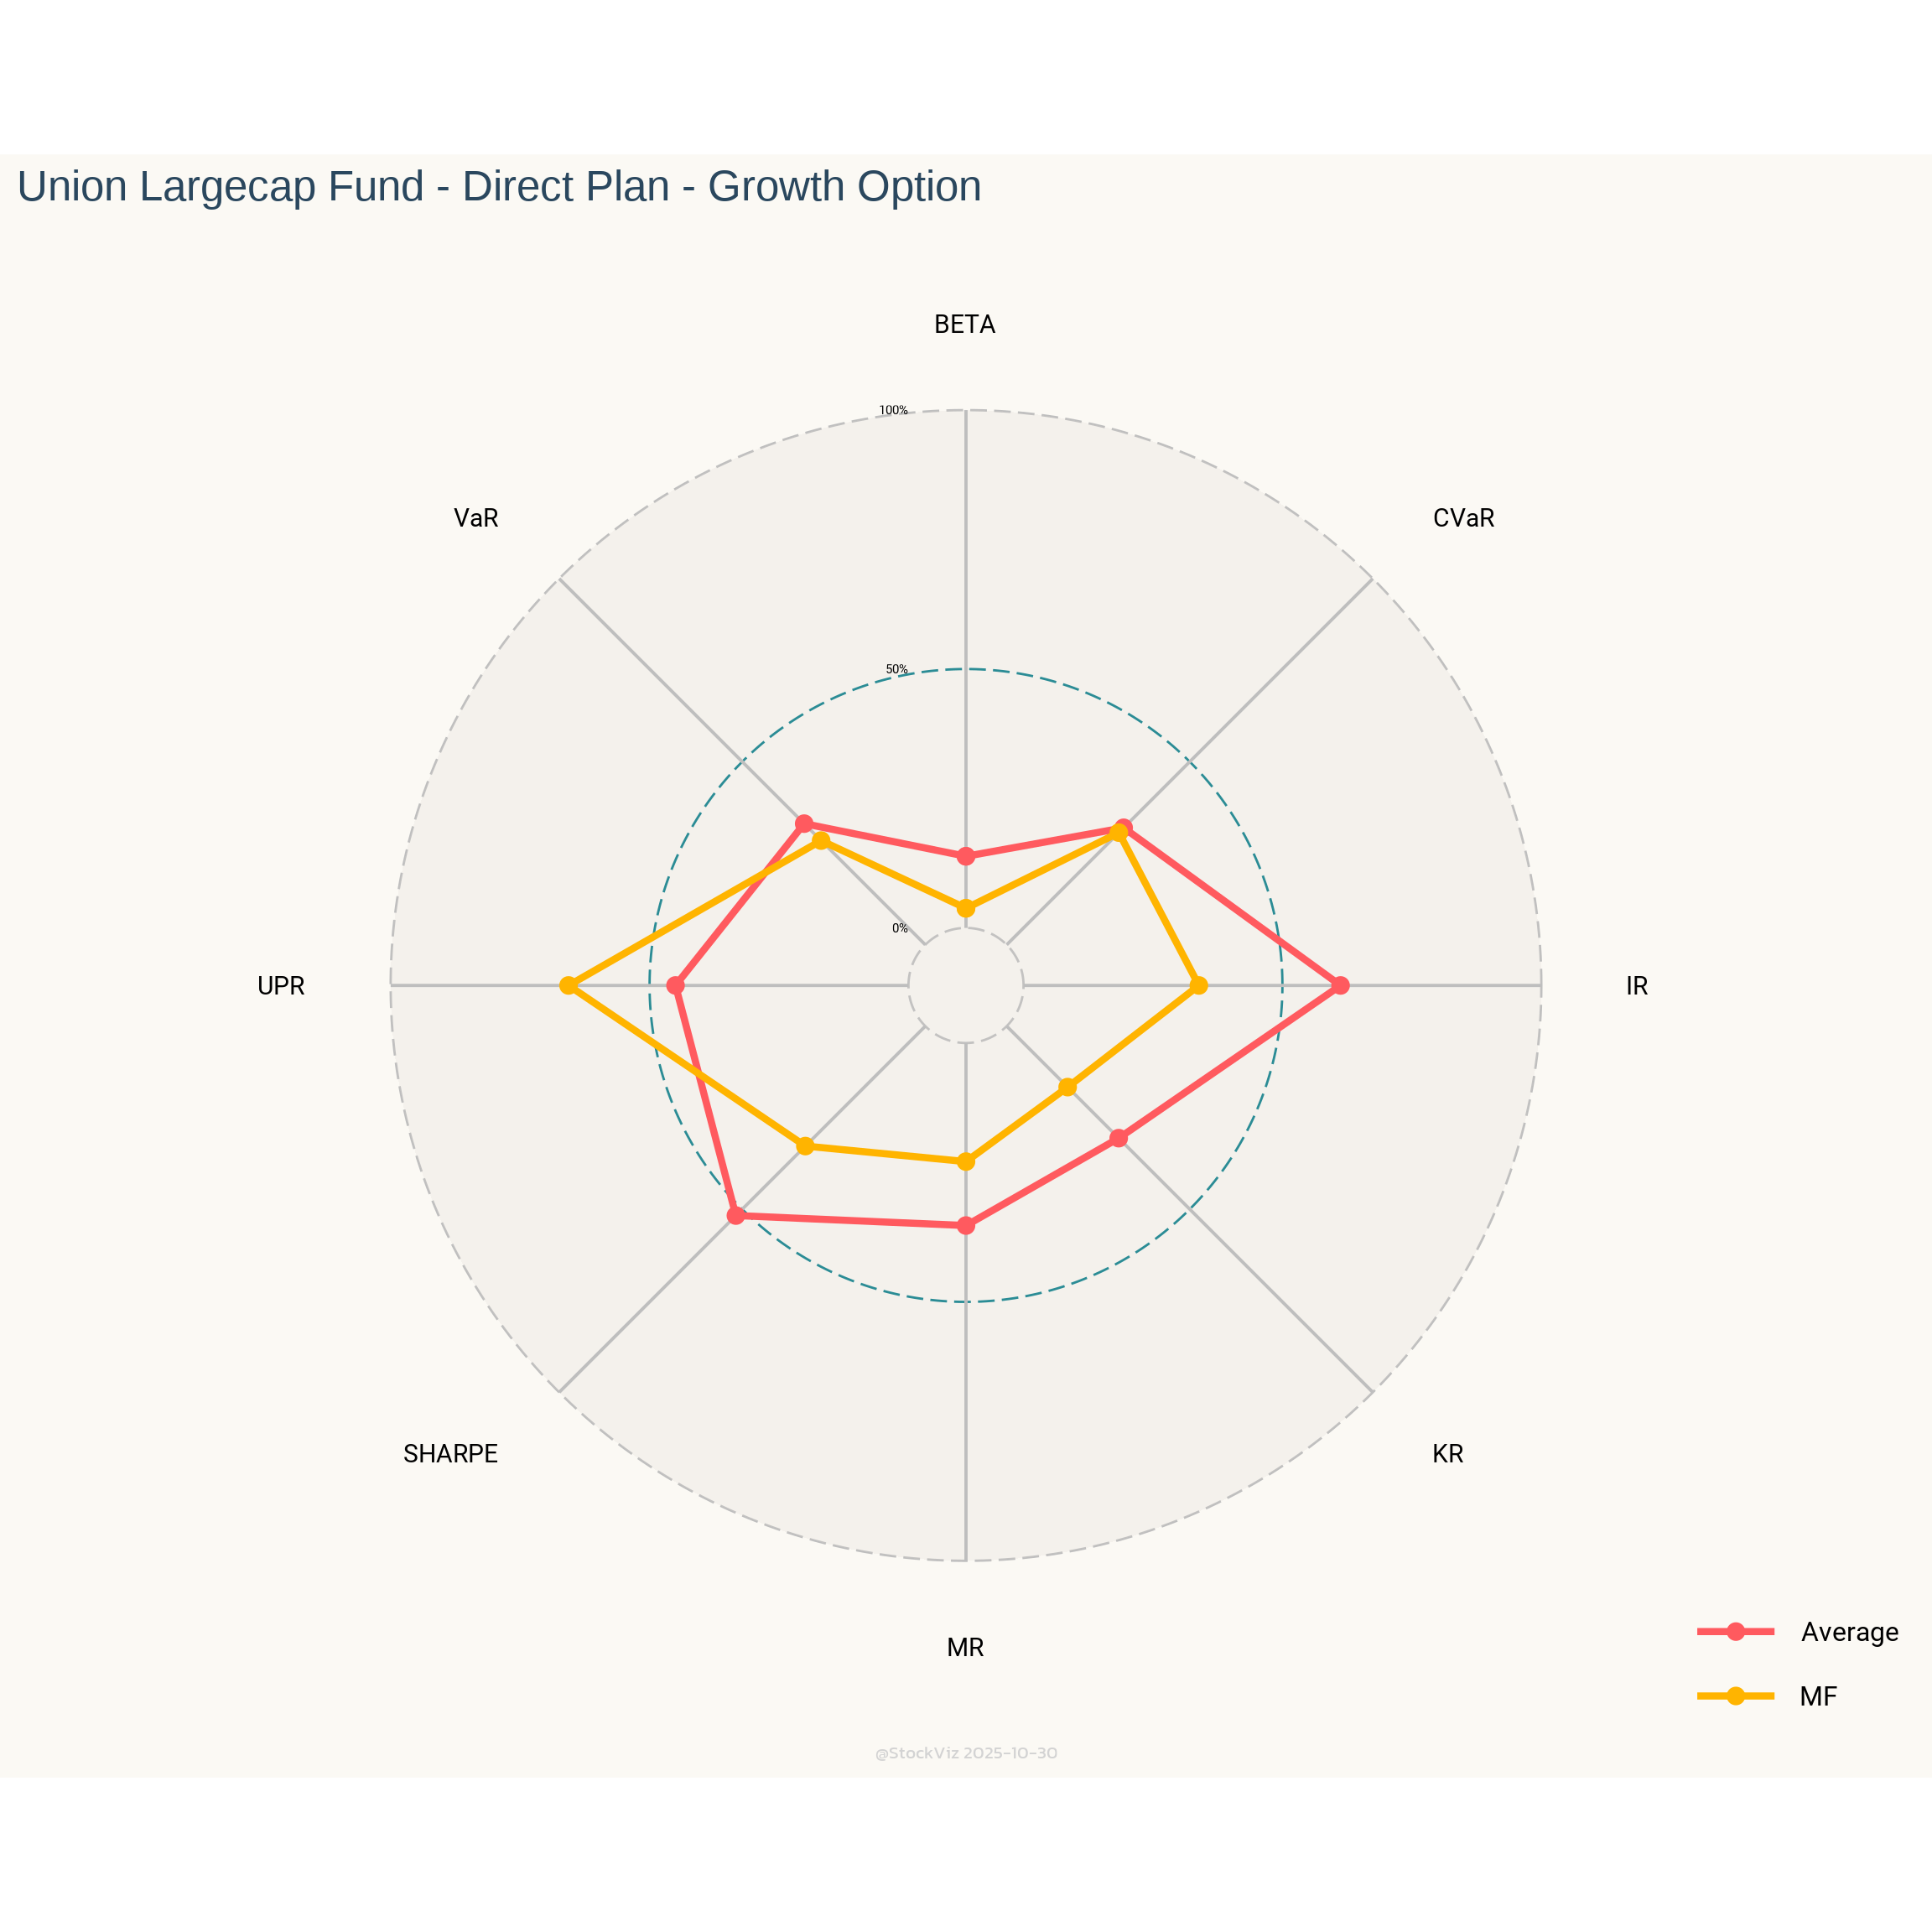 Union Largecap Fund - Direct Plan - Growth Option
BETA
100%
VaR
CVaR
50%
0%
UPR
IR
SHARPE
KR
MR
Average
MF
@StockViz 2025-10-30